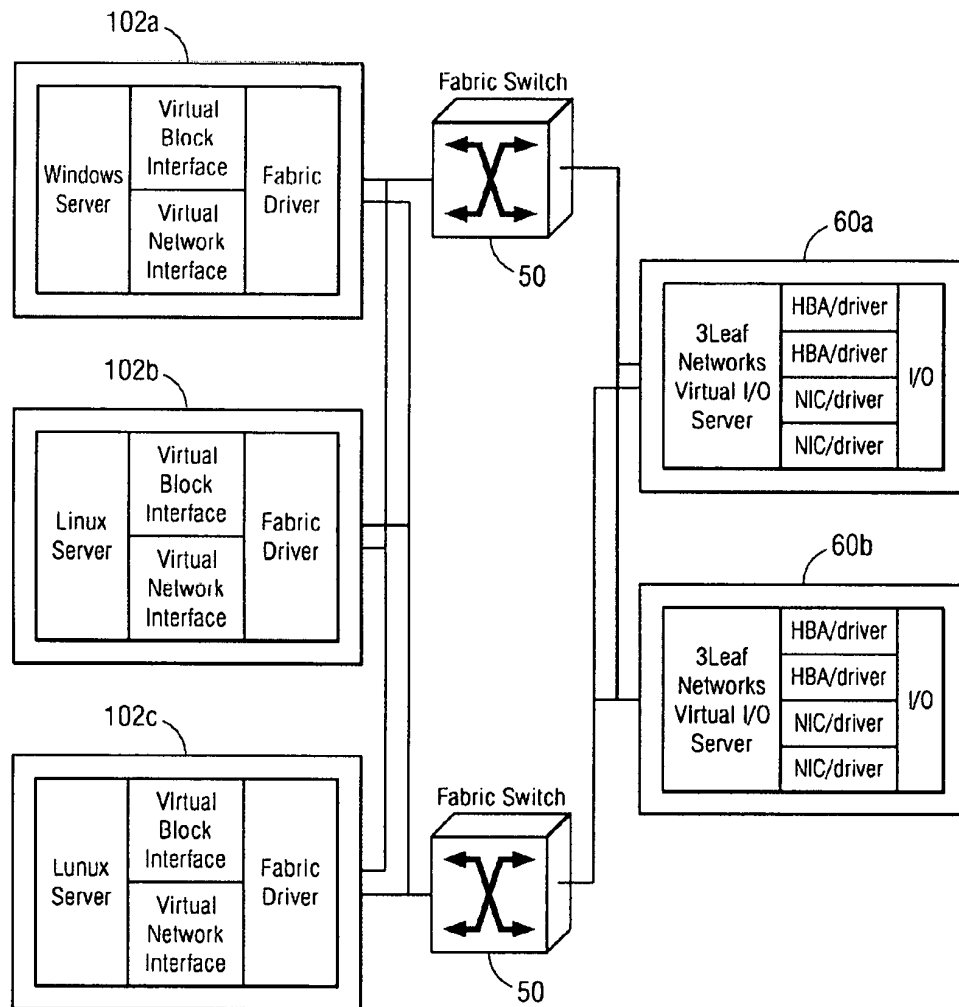 102a
Windows
Server
Virtual
Block
Interface
Virtual
Network
Interface
Fabric
Driver
Fabric Switch
50
102b
Linux
Server
Virtual
Block
Interface
Virtual
Network
Interface
Fabric
Driver
102c
Lunux
Server
Virtual
Block
Interface
Virtual
Network
Interface
Fabric
Driver
Fabric Switch
50
60a
3Leaf
Networks
Virtual I/O
Server
HBA/driver
HBA/driver
NIC/driver
NIC/driver
I/O
60b
3Leaf
Networks
Virtual I/O
Server
HBA/driver
HBA/driver
NIC/driver
NIC/driver
I/O